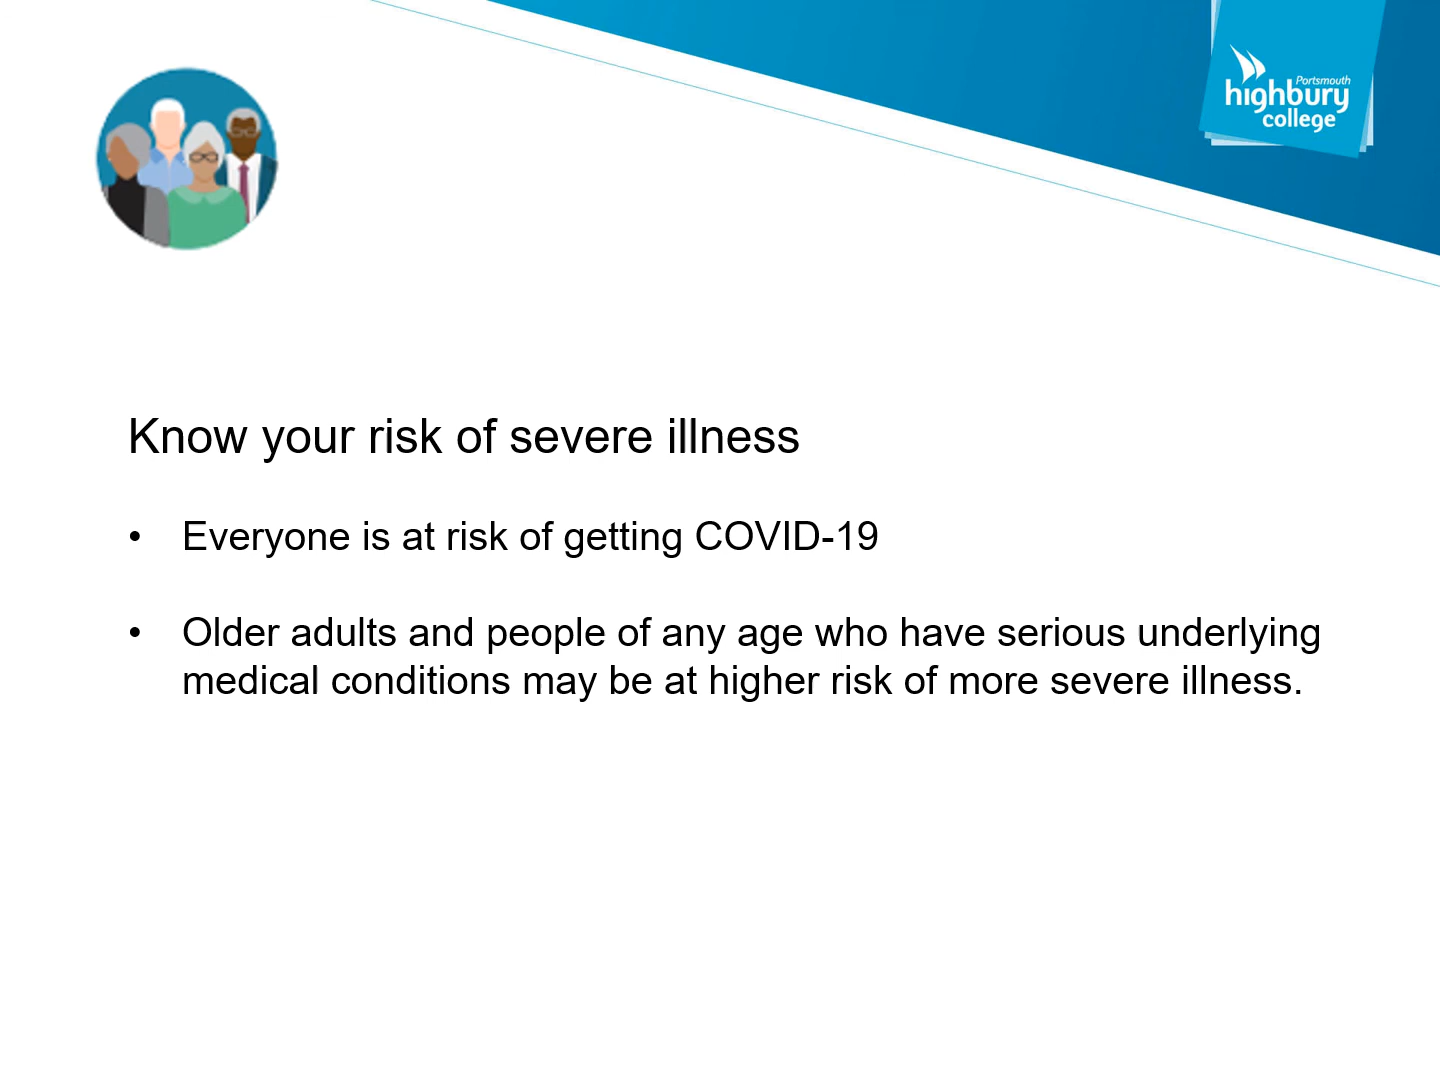 Portsmouth
highbury
college
Know your risk of severe illness
• Everyone is at risk of getting COVID-19
• Older adults and people of any age who have serious underlying
medical conditions may be at higher risk of more severe illness.